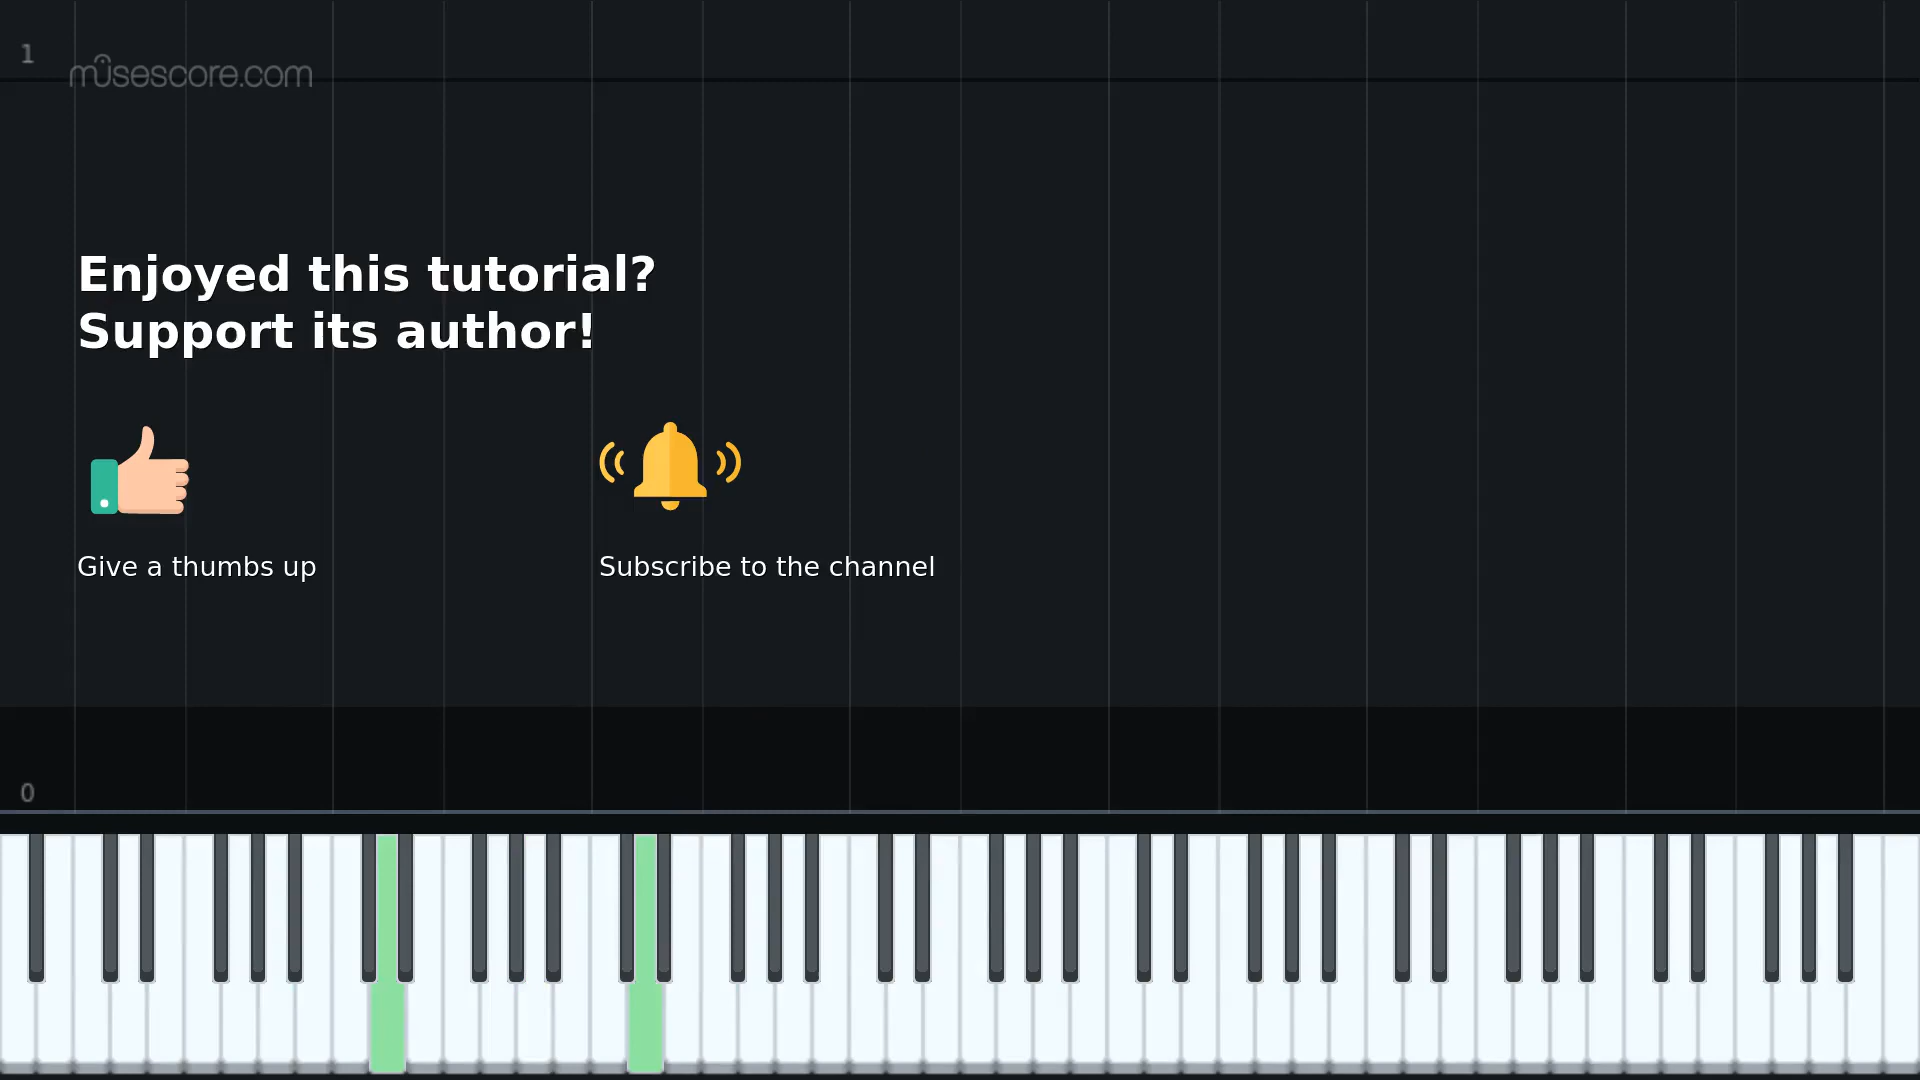 1
musescore.com
Enjoyed this tutorial?
Support its author!
Give a thumbs up
Subscribe to the channel
0